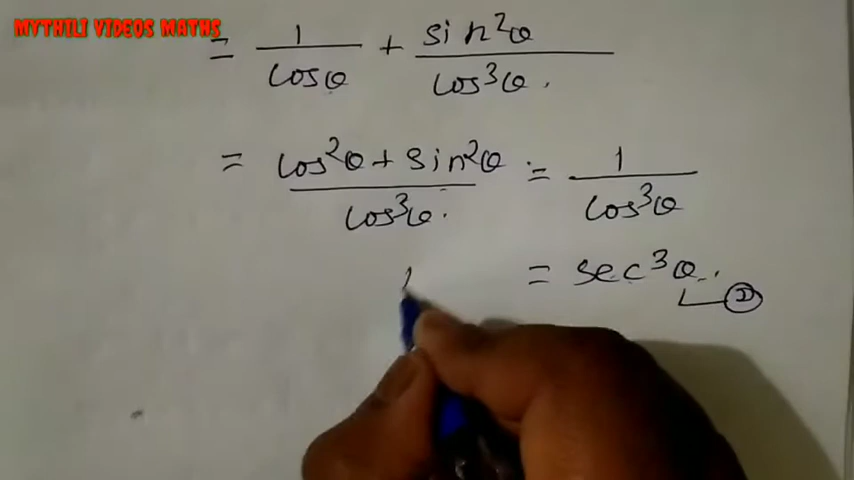 MYTHILI VIDEOS MATHS
= 1/cosθ + sin²θ/cos³θ.
= cos²θ + sin²θ/cos³θ. = 1/cos³θ
= sec³θ.